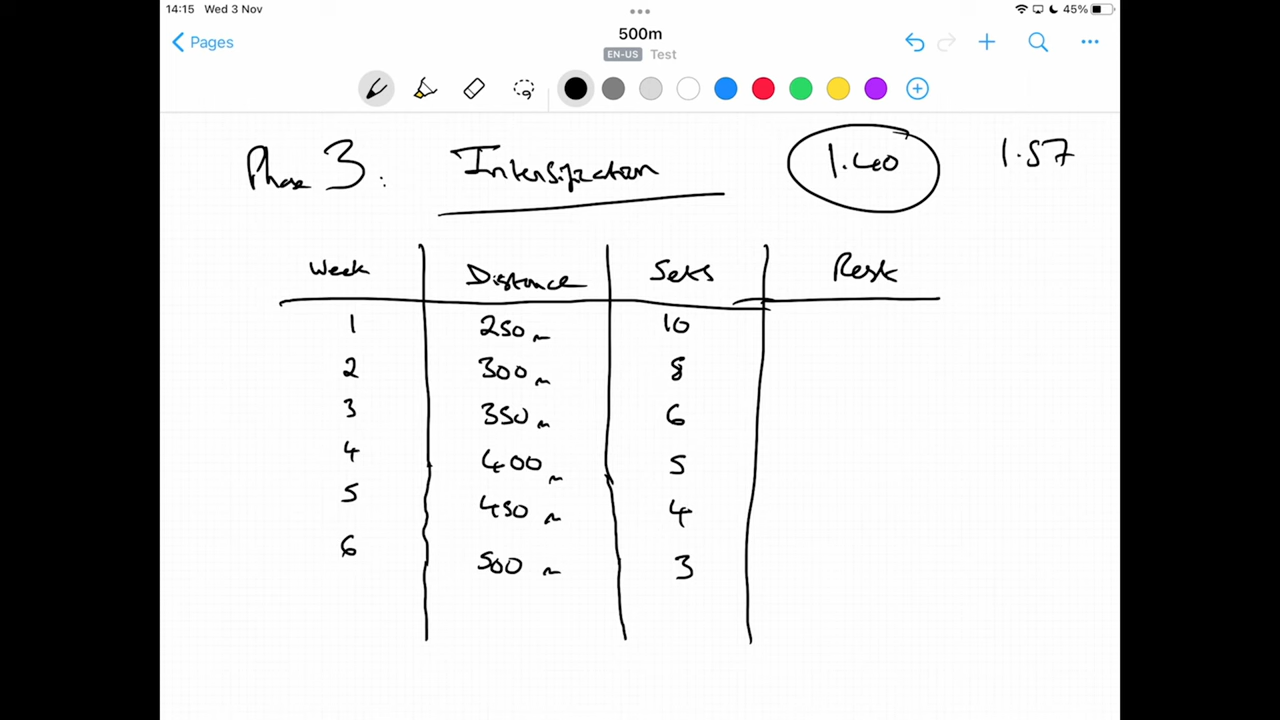 14:15 Wed 3 Nov 45%
Pages
500m
EN-US Test
Phase 3: Intensification 1.40 1.57
Week Distance Sets Rest
1 250m 10
2 300m 8
3 350m 6
4 400m 5
5 450m 4
6 500m 3